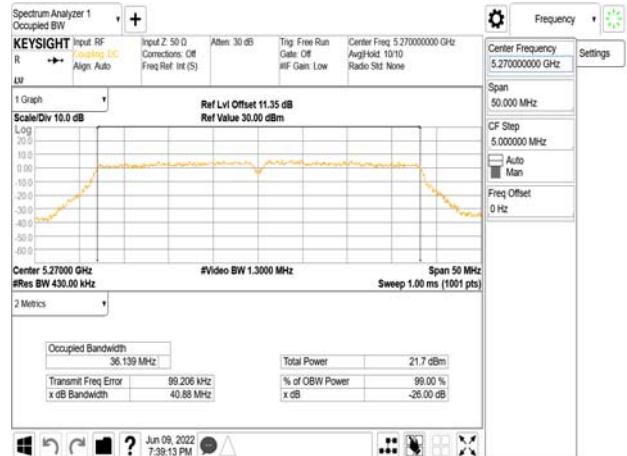 Spectrum Analyzer 1
Occupied BW
Frequency
KEYSIGHT
R
LXI
Input: RF
Coupling: DC
Align: Auto
Input Z: 50 Ω
Corrections: Off
Freq Ref: Int (S)
Atten: 30 dB
Trig: Free Run
Gate: Off
#IF Gain: Low
Center Freq: 5.270000000 GHz
Avg|Hold: 10/10
Radio Std: None
Center Frequency
5.270000000 GHz
Settings
Span
50.000 MHz
CF Step
5.000000 MHz
Auto
Man
Freq Offset
0 Hz
1 Graph
Scale/Div 10.0 dB
Ref Lvl Offset 11.35 dB
Ref Value 30.00 dBm
Log
20.0
10.0
0.00
-10.0
-20.0
-30.0
-40.0
-50.0
-60.0
Center 5.27000 GHz
#Res BW 430.00 kHz
#Video BW 1.3000 MHz
Span 50 MHz
Sweep 1.00 ms (1001 pts)
2 Metrics
Occupied Bandwidth
36.139 MHz
Total Power 21.7 dBm
Transmit Freq Error 99.206 kHz
% of OBW Power 99.00 %
x dB Bandwidth 40.88 MHz
x dB -26.00 dB
?
Jun 09, 2022
7:39:13 PM